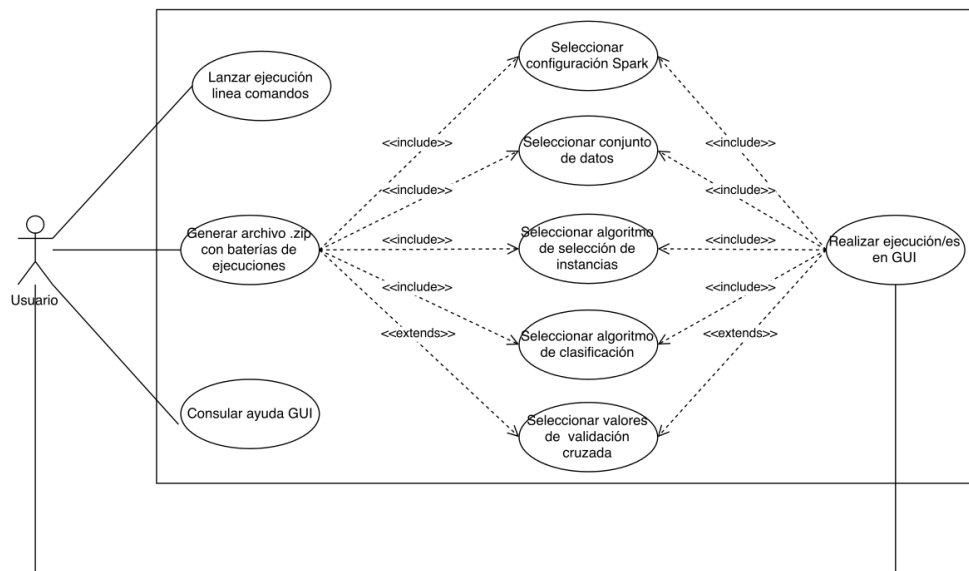 Seleccionar
configuración Spark
Lanzar ejecución
linea comandos
<<include>>
<<include>>
Seleccionar conjunto
de datos
<<include>>
<<include>>
Generar archivo .zip
con baterías de
ejecuciones
<<include>>
Seleccionar algoritmo
de selección de
instancias
<<include>>
Realizar ejecución/es
en GUI
Usuario
<<include>>
<<include>>
<<extends>>
Seleccionar algoritmo
de clasificación
<<extends>>
Consular ayuda GUI
Seleccionar valores
de validación
cruzada